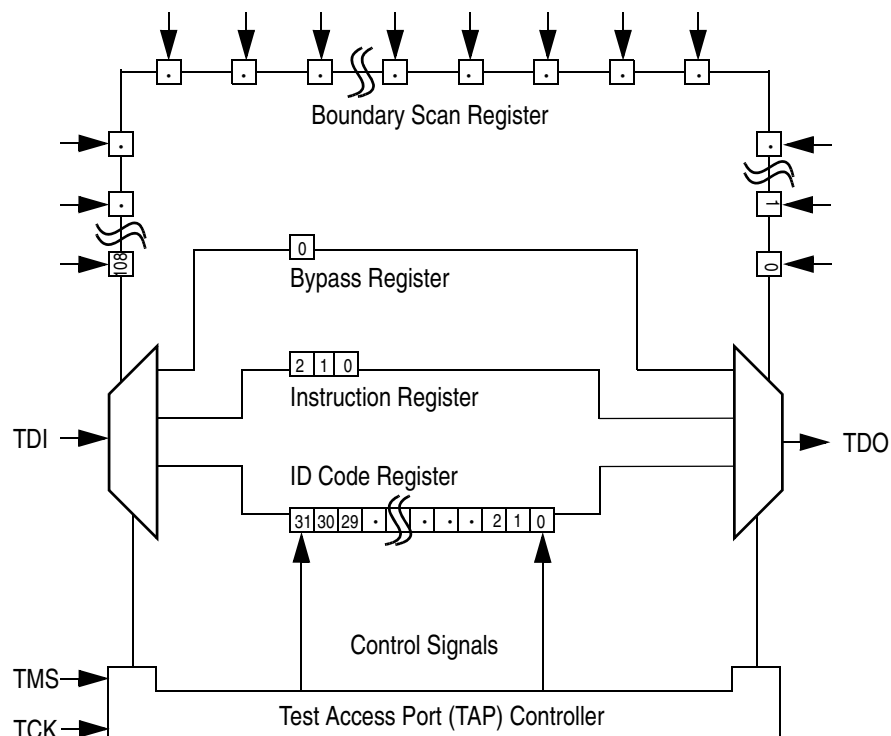 Boundary Scan Register
108
1
0
0
Bypass Register
2 1 0
Instruction Register
TDI
TDO
ID Code Register
31 30 29 · · · · 2 1 0
Control Signals
TMS
Test Access Port (TAP) Controller
TCK